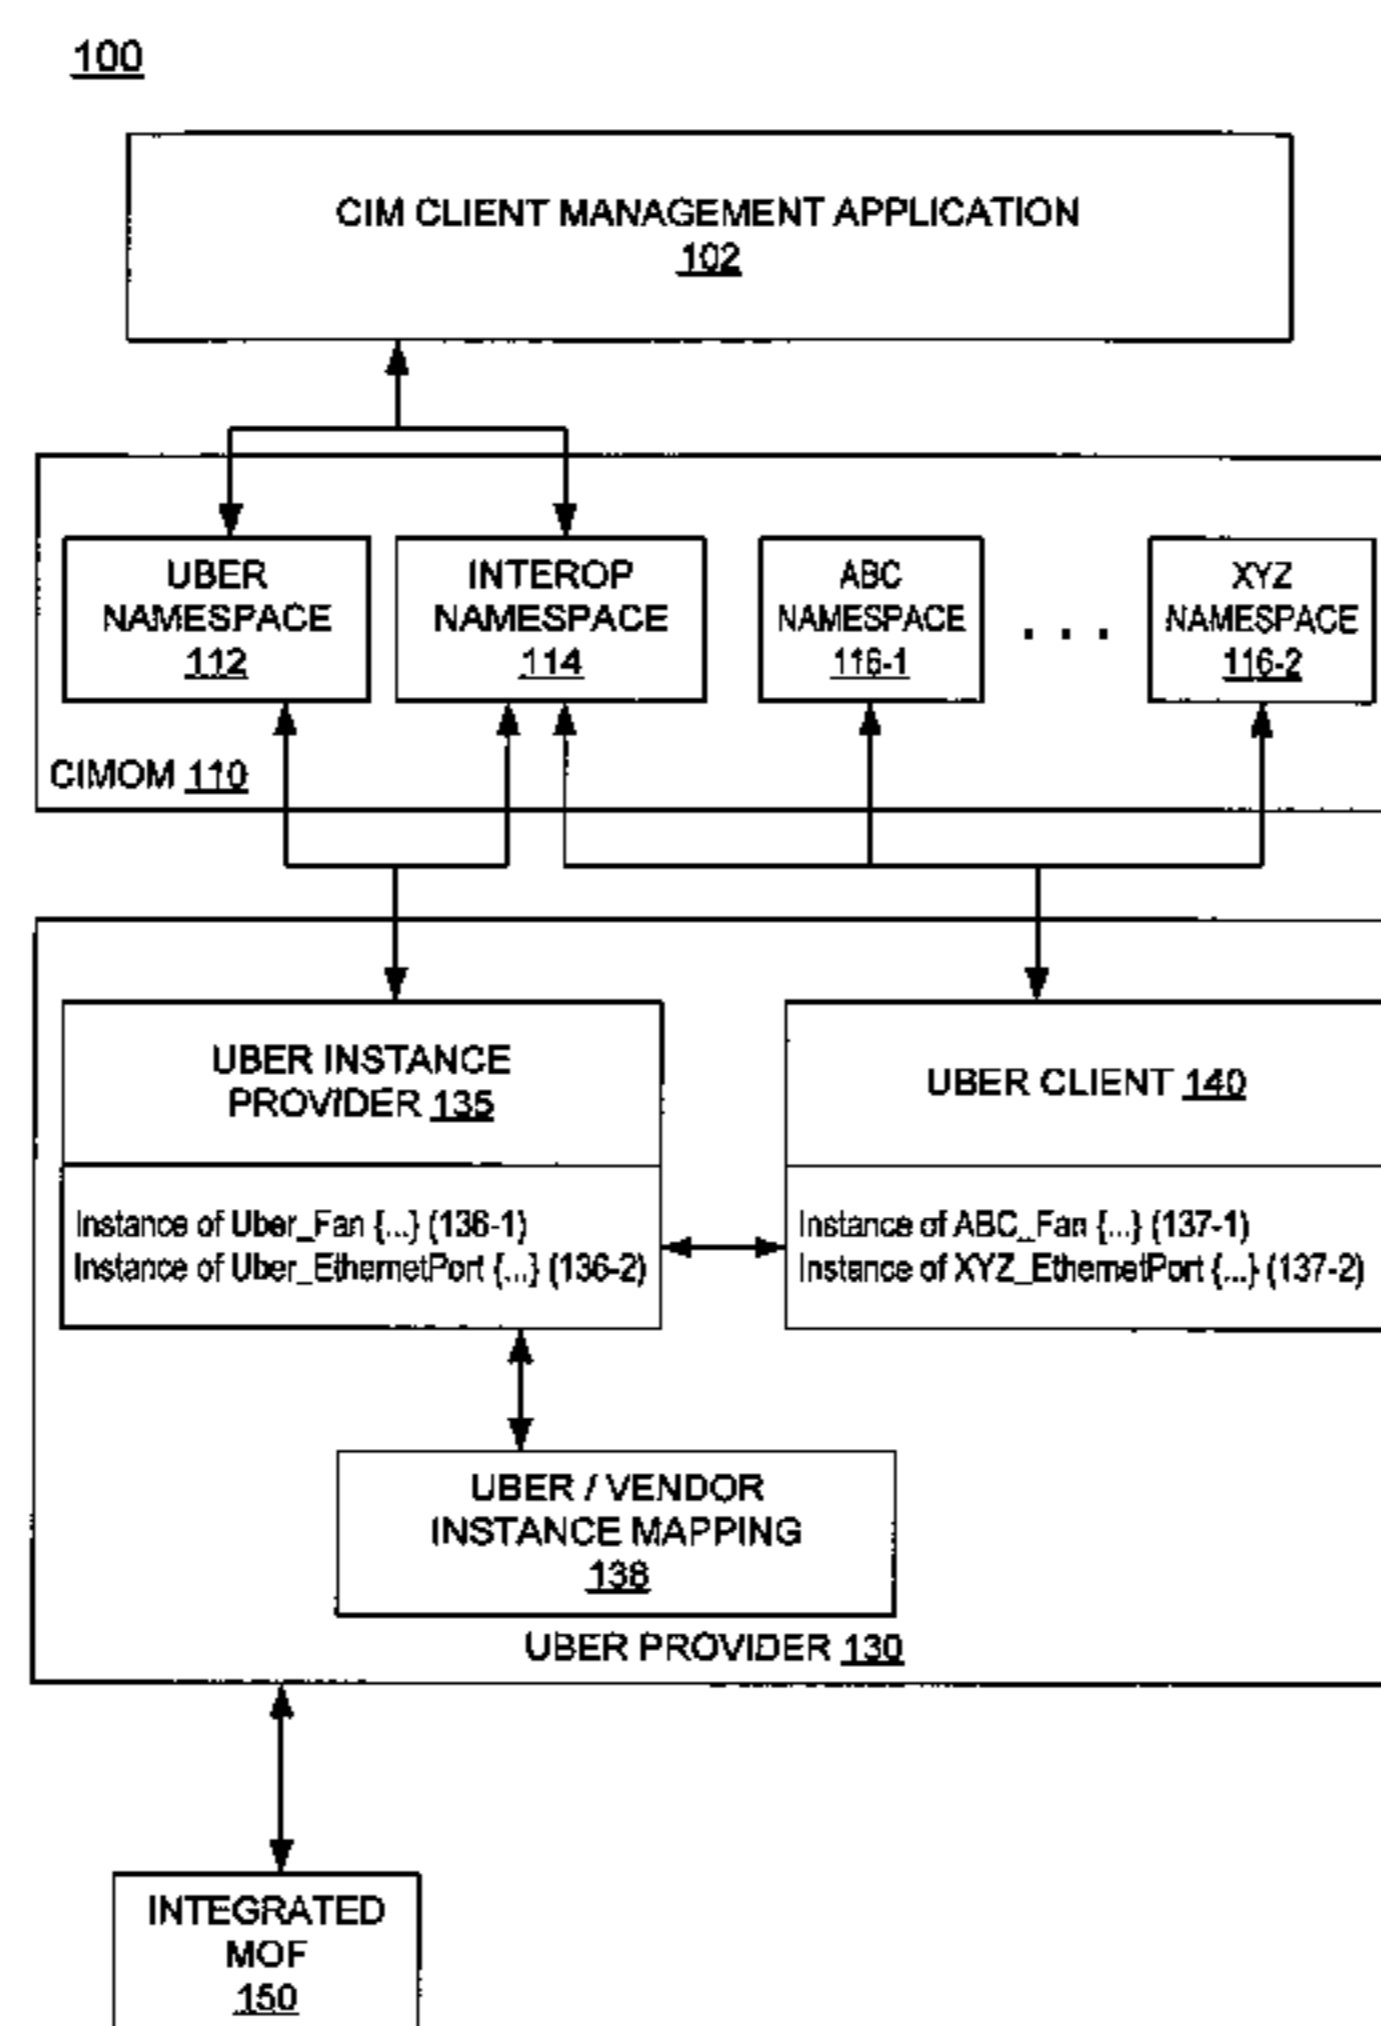 100
CIM CLIENT MANAGEMENT APPLICATION
102
UBER
NAMESPACE
112
INTEROP
NAMESPACE
114
ABC
NAMESPACE
116-1
. . .
XYZ
NAMESPACE
116-2
CIMOM 110
UBER INSTANCE
PROVIDER 135
Instance of Uber_Fan {...} (136-1)
Instance of Uber_EthernetPort {...} (136-2)
UBER CLIENT 140
Instance of ABC_Fan {...} (137-1)
Instance of XYZ_EthernetPort {...} (137-2)
UBER / VENDOR
INSTANCE MAPPING
138
UBER PROVIDER 130
INTEGRATED
MOF
150